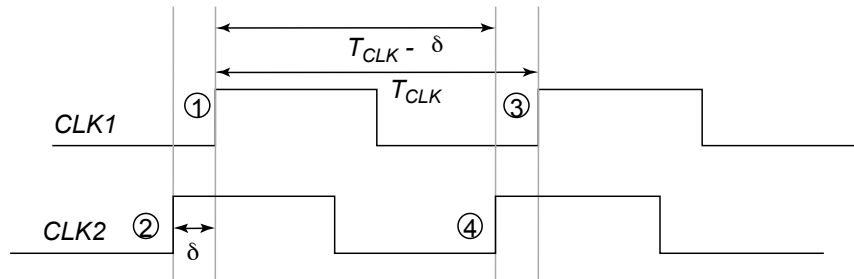 T_CLK - δ
T_CLK
① ③
CLK1
② ④
CLK2
δ